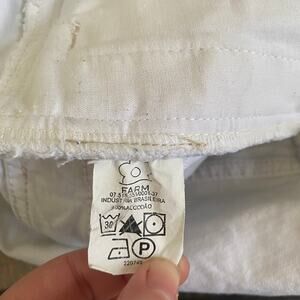 FARM
INDUSTRIA BRASILEIRA
100% ALGODÃO
30
P